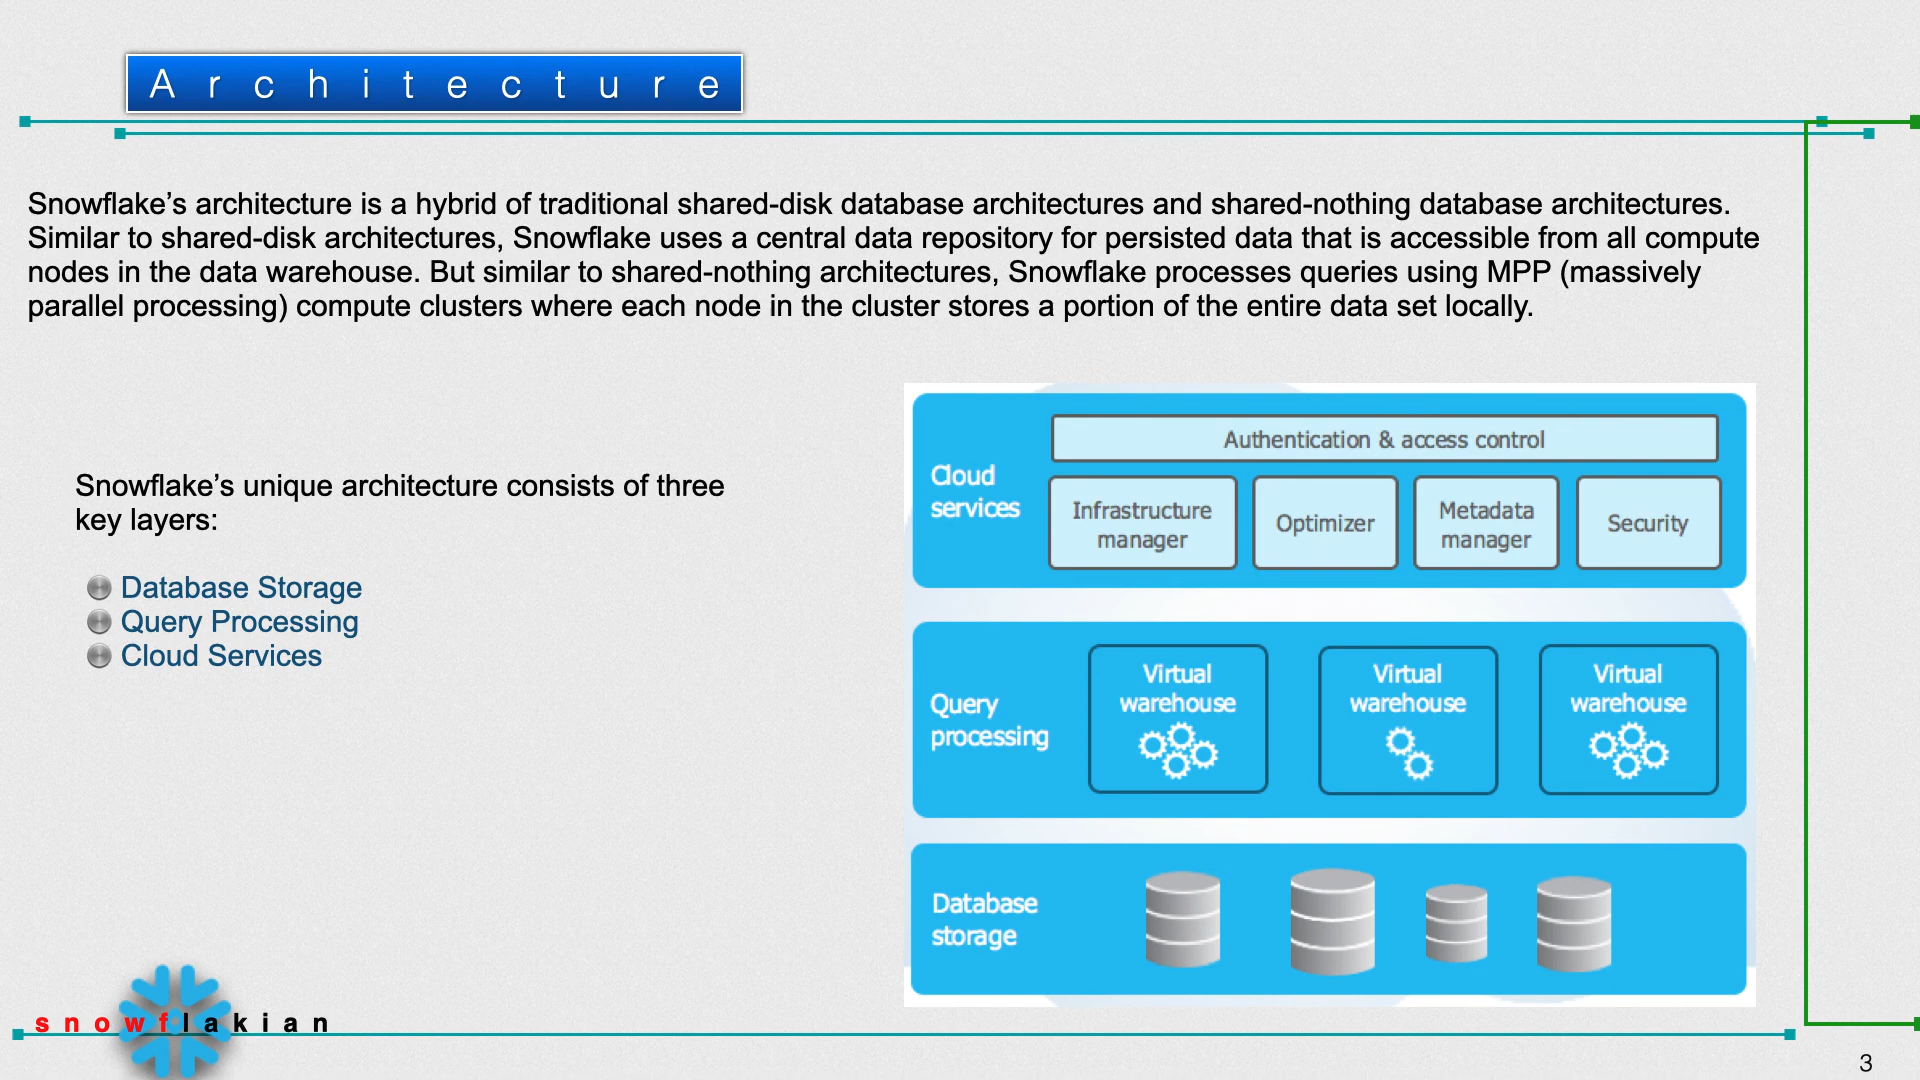 Architecture
Snowflake’s architecture is a hybrid of traditional shared-disk database architectures and shared-nothing database architectures.
Similar to shared-disk architectures, Snowflake uses a central data repository for persisted data that is accessible from all compute
nodes in the data warehouse. But similar to shared-nothing architectures, Snowflake processes queries using MPP (massively
parallel processing) compute clusters where each node in the cluster stores a portion of the entire data set locally.
Snowflake’s unique architecture consists of three
key layers:
Database Storage
Query Processing
Cloud Services
Cloud
services
Authentication & access control
Infrastructure
manager
Optimizer
Metadata
manager
Security
Query
processing
Virtual
warehouse
Virtual
warehouse
Virtual
warehouse
Database
storage
snowflakian
3